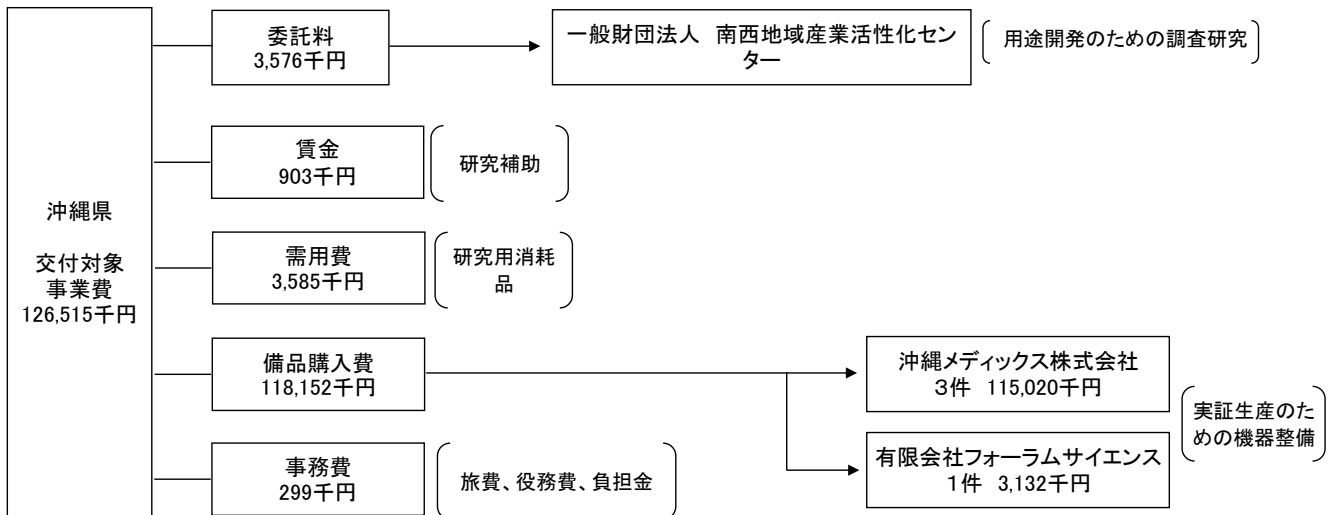 沖縄県
交付対象
事業費
126,515千円
委託料
3,576千円
一般財団法人 南西地域産業活性化セン
ター
用途開発のための調査研究
賃金
903千円
研究補助
需用費
3,585千円
研究用消耗
品
備品購入費
118,152千円
沖縄メディックス株式会社
3件 115,020千円
有限会社フォーラムサイエンス
1件 3,132千円
実証生産のた
めの機器整備
事務費
299千円
旅費、役務費、負担金